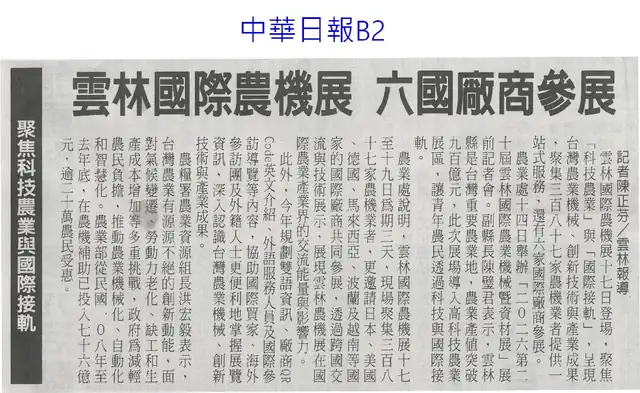 中華日報B2
雲林國際農機展 六國廠商參展
聚焦科技農業與國際接軌
記者陳正芬╱雲林報導
雲林國際農機展十七日登場，聚焦
「科技農業」與「國際接軌」，呈現
台灣農業機械、創新技術與產業成果
，聚集三百八十七家農機業者提供一
站式服務，還有六家國際廠商參展。
農業處十四日舉辦「二〇二六第二
十屆雲林國際農業機械暨資材展」展
前記者會。副縣長陳璧君表示，雲林
縣是台灣重要農業地，農業產值突破
九百億元，此次展場導入高科技農業
展區，讓青年農民透過科技與國際接
軌。
農業處說明，雲林國際農機展十七
至十九日為期三天，現場聚集三百八
十七家農機業者，更邀請日本、美國
、德國、馬來西亞、波蘭及越南等國
家的國際廠商共同參展，透過跨國交
流與技術展示，展現雲林農機展在國
際農業產業界的交流能量與影響力。
此外，今年規劃雙語資訊、廠商QR
Code英文介紹、外語服務人員及國際參
訪導覽等內容，協助國際買家、海外
參訪團及外籍人士更便利地掌握展覽
資訊，深入認識台灣農業機械、創新
技術與產業成果。
農糧署農業資源組長洪宏毅表示，
台灣農業有源源不絕的創新動能，面
對氣候變遷、勞動力老化、缺工和生
產成本增加等多重挑戰，政府為減輕
農民負擔，推動農業機械化、自動化
和智慧化。農業部從民國一〇八年至
去年底，在農機補助已投入七十六億
元，逾二十萬農民受惠。